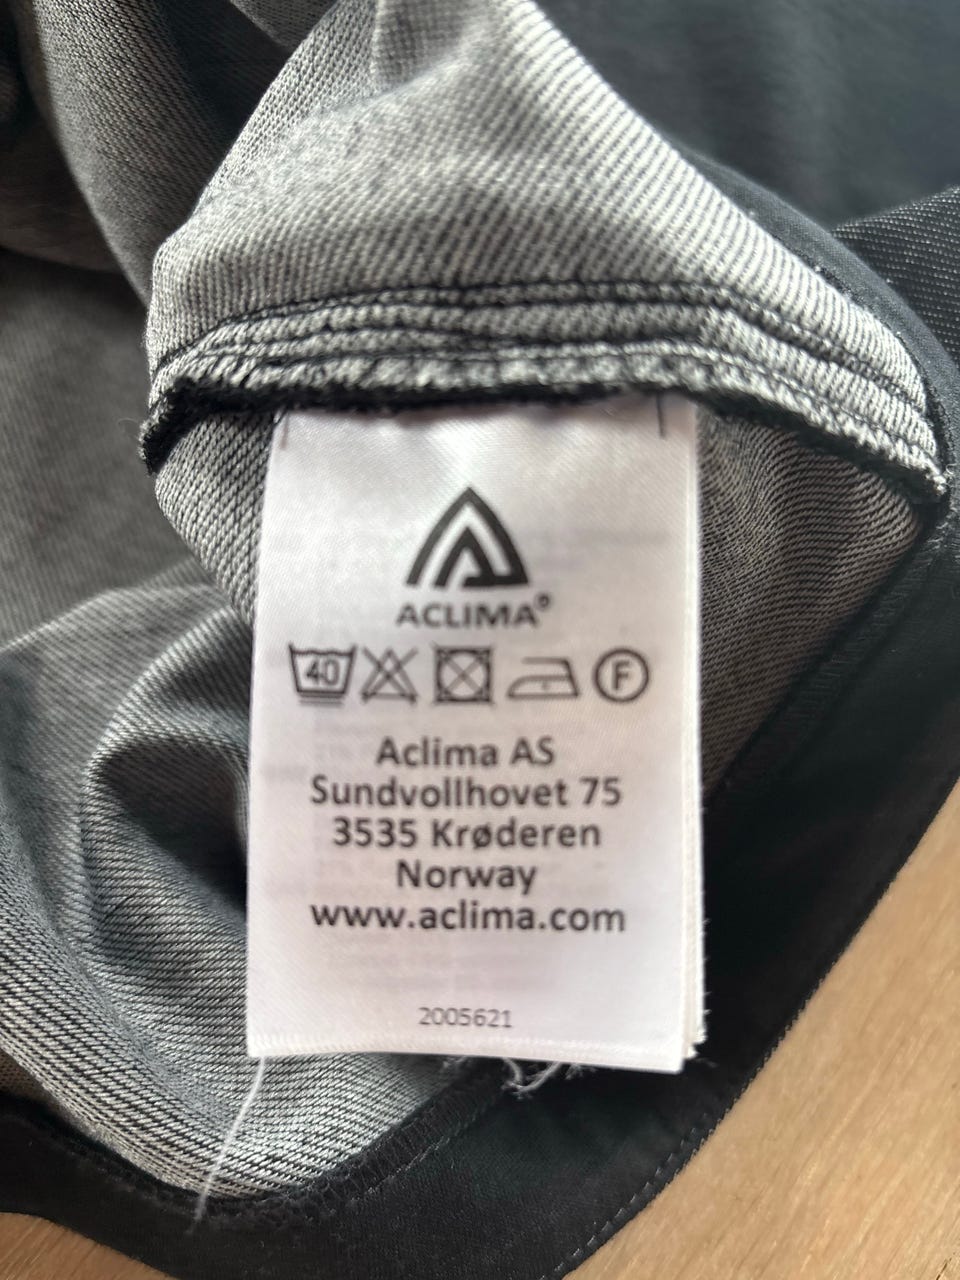 ACLIMA®
40 F
Aclima AS
Sundvollhovet 75
3535 Krøderen
Norway
www.aclima.com
2005621